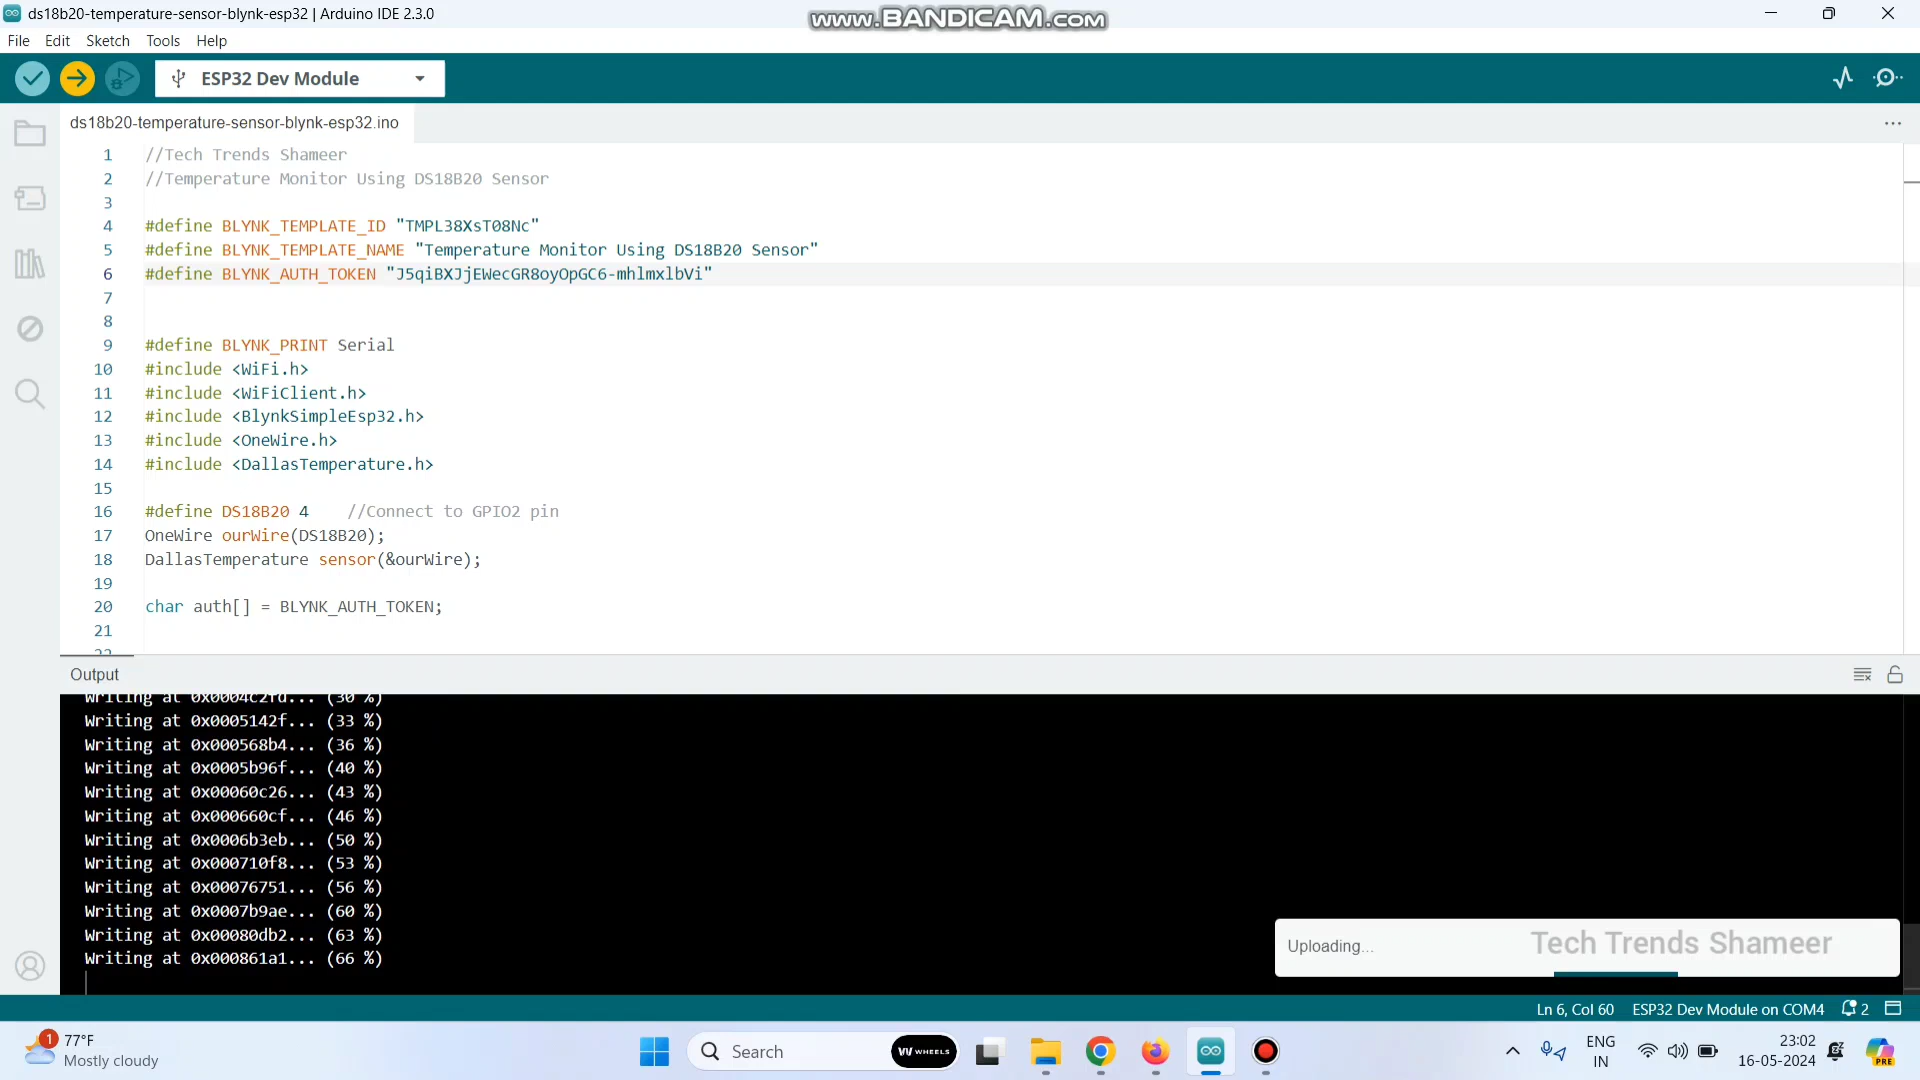 ds18b20-temperature-sensor-blynk-esp32 | Arduino IDE 2.3.0
www.BANDICAM.COM
File Edit Sketch Tools Help
ESP32 Dev Module
ds18b20-temperature-sensor-blynk-esp32.ino
1 //Tech Trends Shameer
2 //Temperature Monitor Using DS18B20 Sensor
3
4 #define BLYNK_TEMPLATE_ID "TMPL38XsT08Nc"
5 #define BLYNK_TEMPLATE_NAME "Temperature Monitor Using DS18B20 Sensor"
6 #define BLYNK_AUTH_TOKEN "J5qiBXJjEWecGR8oyOpGC6-mhlmxlbVi"
7
8
9 #define BLYNK_PRINT Serial
10 #include <WiFi.h>
11 #include <WiFiClient.h>
12 #include <BlynkSimpleEsp32.h>
13 #include <OneWire.h>
14 #include <DallasTemperature.h>
15
16 #define DS18B20 4 //Connect to GPIO2 pin
17 OneWire ourWire(DS18B20);
18 DallasTemperature sensor(&ourWire);
19
20 char auth[] = BLYNK_AUTH_TOKEN;
21
22
Output
Writing at 0x0004c2fd... (30 %)
Writing at 0x0005142f... (33 %)
Writing at 0x000568b4... (36 %)
Writing at 0x0005b96f... (40 %)
Writing at 0x00060c26... (43 %)
Writing at 0x000660cf... (46 %)
Writing at 0x0006b3eb... (50 %)
Writing at 0x000710f8... (53 %)
Writing at 0x00076751... (56 %)
Writing at 0x0007b9ae... (60 %)
Writing at 0x00080db2... (63 %)
Writing at 0x000861a1... (66 %)
Uploading...
Tech Trends Shameer
Ln 6, Col 60 ESP32 Dev Module on COM4 2
1
77°F
Mostly cloudy
Search
WHEELS
ENG
IN
23:02
16-05-2024
PRE